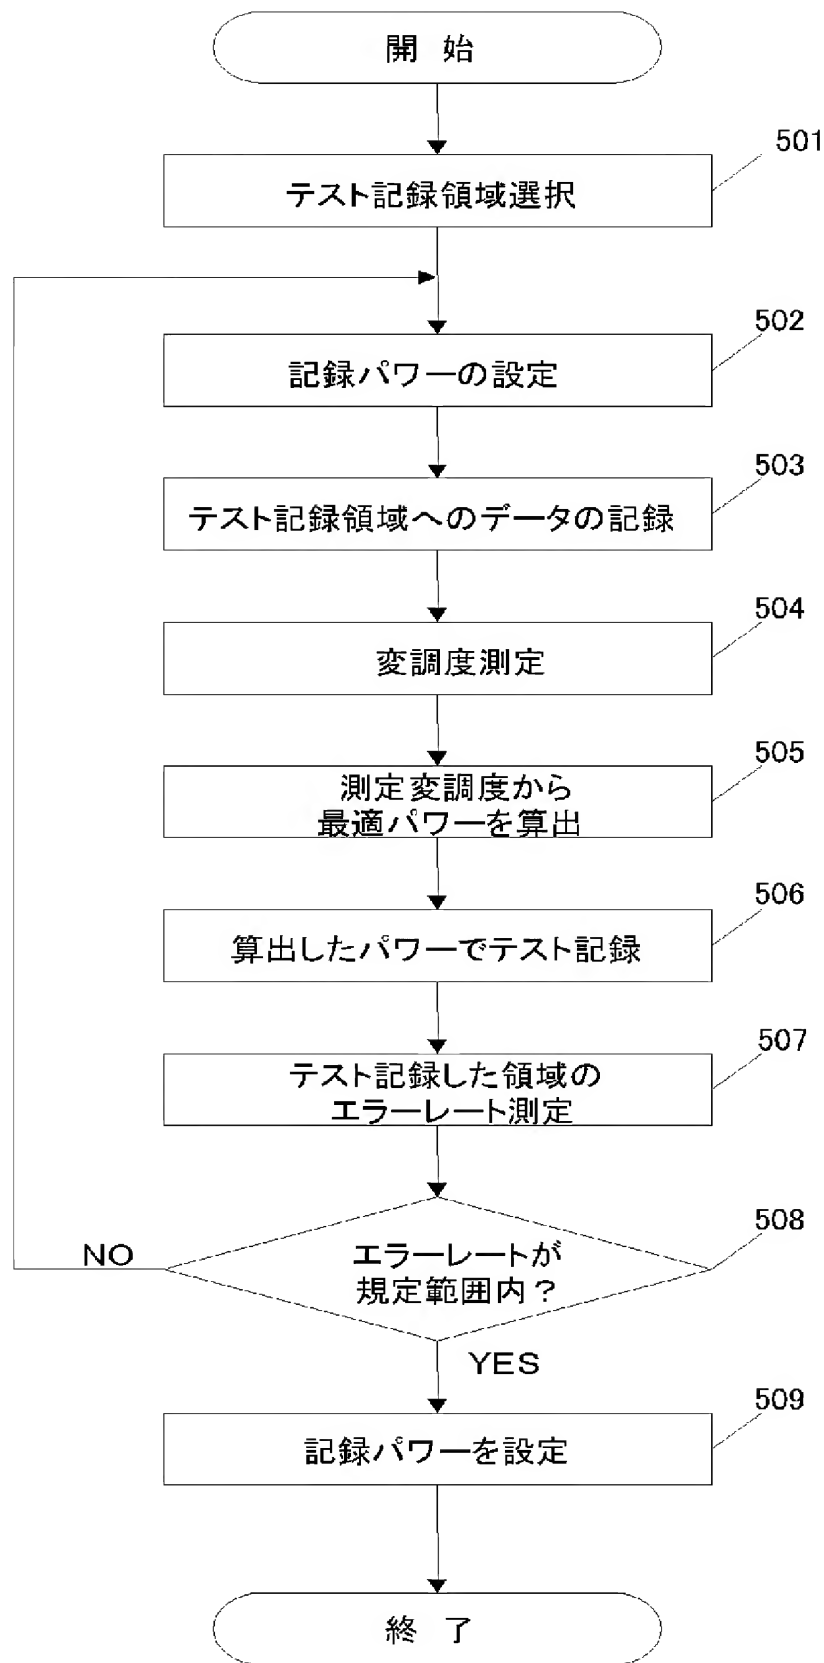 開 始
501
テスト記録領域選択
502
記録パワーの設定
503
テスト記録領域へのデータの記録
504
変調度測定
505
測定変調度から
最適パワーを算出
506
算出したパワーでテスト記録
507
テスト記録した領域の
エラーレート測定
508
NO
エラーレートが
規定範囲内？
YES
509
記録パワーを設定
終 了